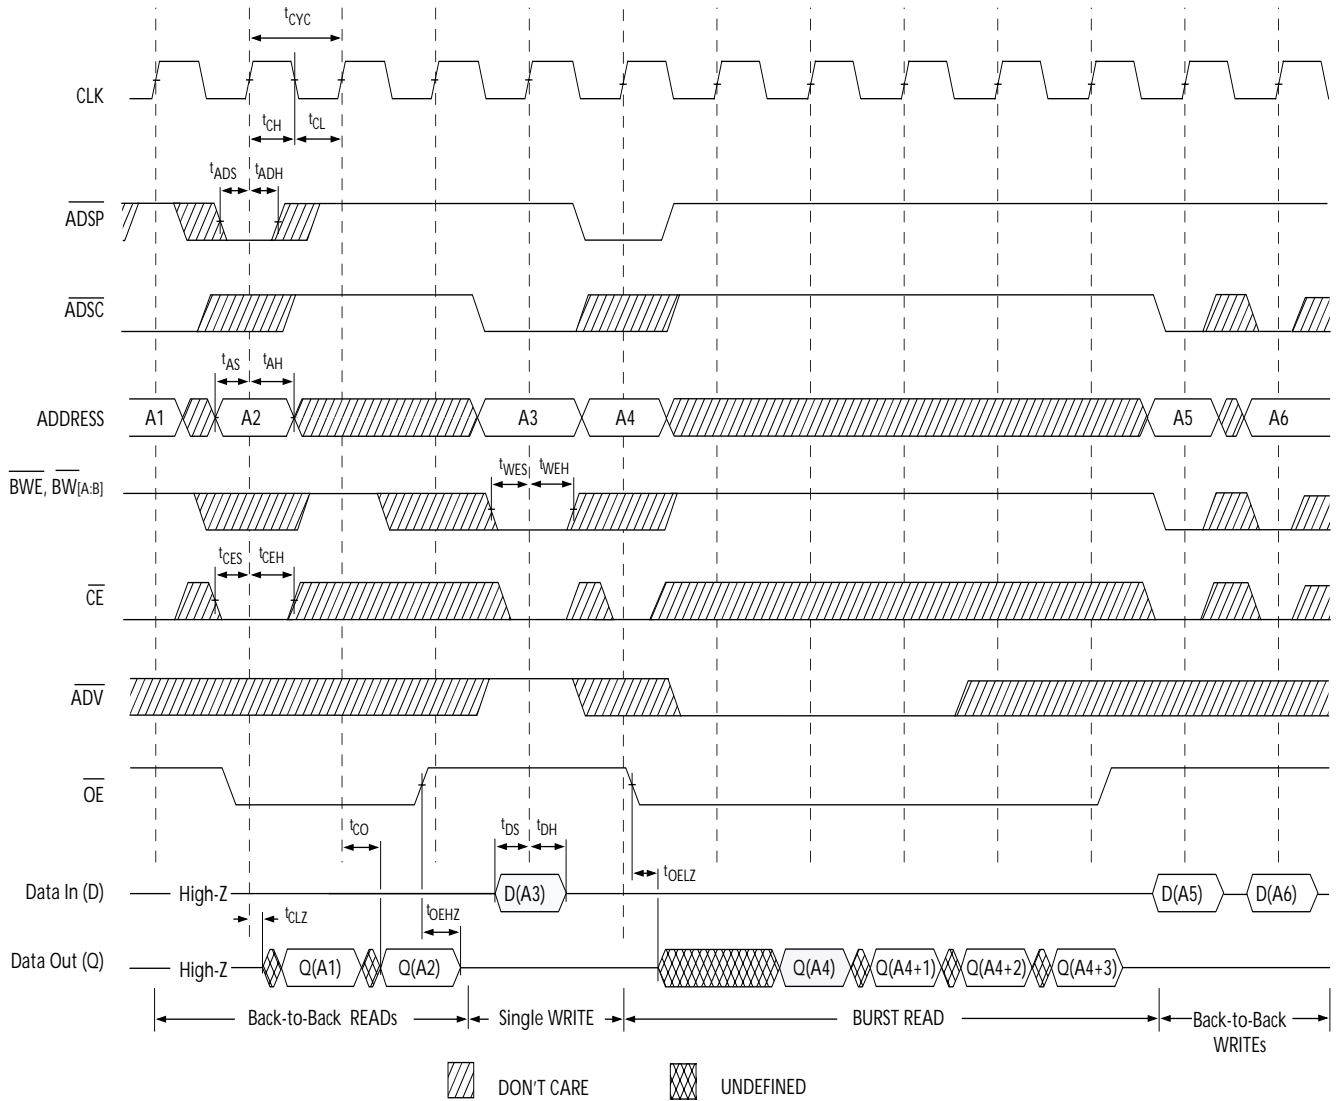 tCYC
CLK
tCH tCL
tADS tADH
ADSP
ADSC
tAS tAH
ADDRESS A1 A2 A3 A4 A5 A6
tWES tWEH
BWE, BW[A:B]
tCES tCEH
CE
ADV
OE
tCO tDS tDH
tOELZ
Data In (D) High-Z D(A3) D(A5) D(A6)
tCLZ tOEHZ
Data Out (Q) High-Z Q(A1) Q(A2) Q(A4) Q(A4+1) Q(A4+2) Q(A4+3)
Back-to-Back READs Single WRITE BURST READ Back-to-Back
WRITEs
DON'T CARE UNDEFINED